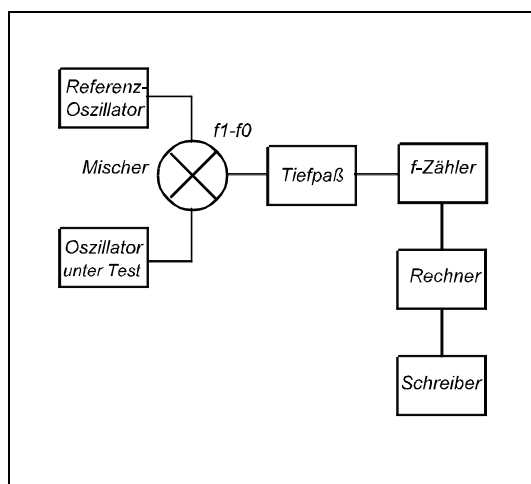 Referenz-
Oszillator
f1-f0
Mischer
Tiefpaß
f-Zähler
Oszillator
unter Test
Rechner
Schreiber